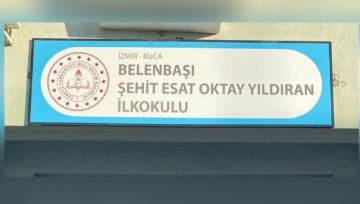 İZMİR - BUCA
BELENBAŞI
ŞEHİT ESAT OKTAY YILDIRAN
İLKOKULU